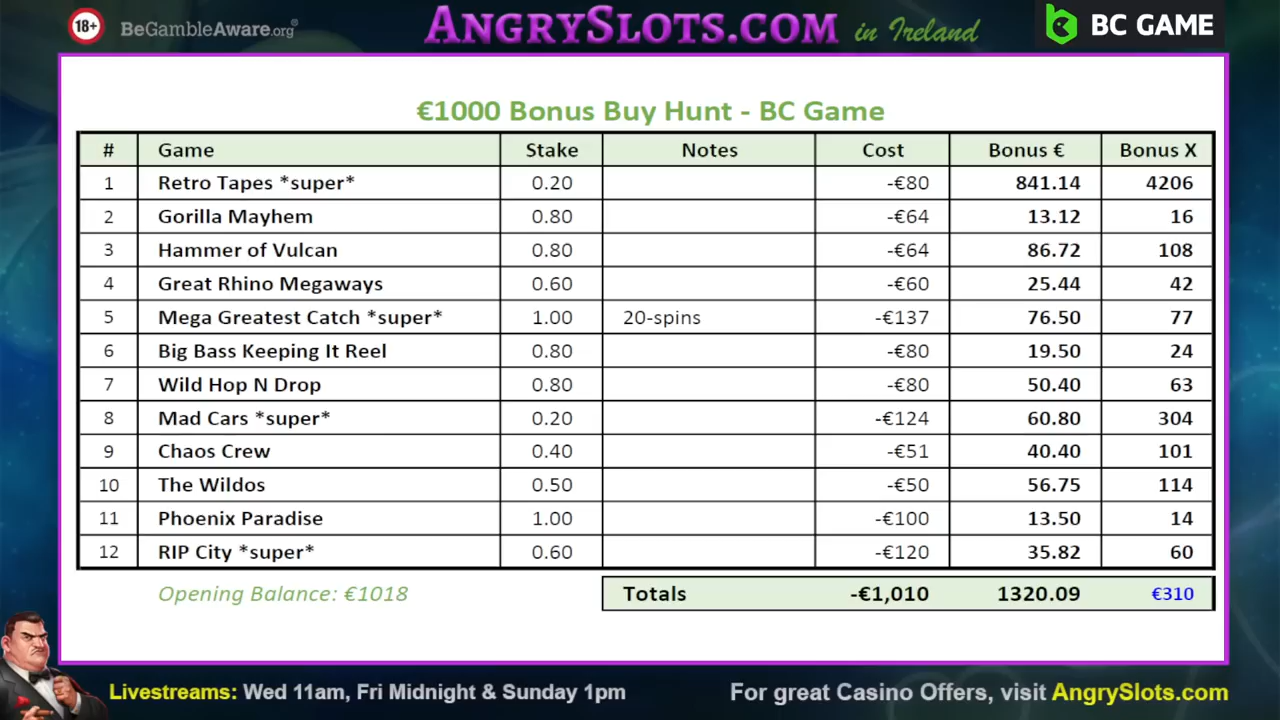 18+ BeGambleAware.org® AngrySlots.com in Ireland BC GAME
€1000 Bonus Buy Hunt - BC Game
# Game Stake Notes Cost Bonus € Bonus X
1 Retro Tapes *super* 0.20 -€80 841.14 4206
2 Gorilla Mayhem 0.80 -€64 13.12 16
3 Hammer of Vulcan 0.80 -€64 86.72 108
4 Great Rhino Megaways 0.60 -€60 25.44 42
5 Mega Greatest Catch *super* 1.00 20-spins -€137 76.50 77
6 Big Bass Keeping It Reel 0.80 -€80 19.50 24
7 Wild Hop N Drop 0.80 -€80 50.40 63
8 Mad Cars *super* 0.20 -€124 60.80 304
9 Chaos Crew 0.40 -€51 40.40 101
10 The Wildos 0.50 -€50 56.75 114
11 Phoenix Paradise 1.00 -€100 13.50 14
12 RIP City *super* 0.60 -€120 35.82 60
Opening Balance: €1018 Totals -€1,010 1320.09 €310
Livestreams: Wed 11am, Fri Midnight & Sunday 1pm For great Casino Offers, visit AngrySlots.com